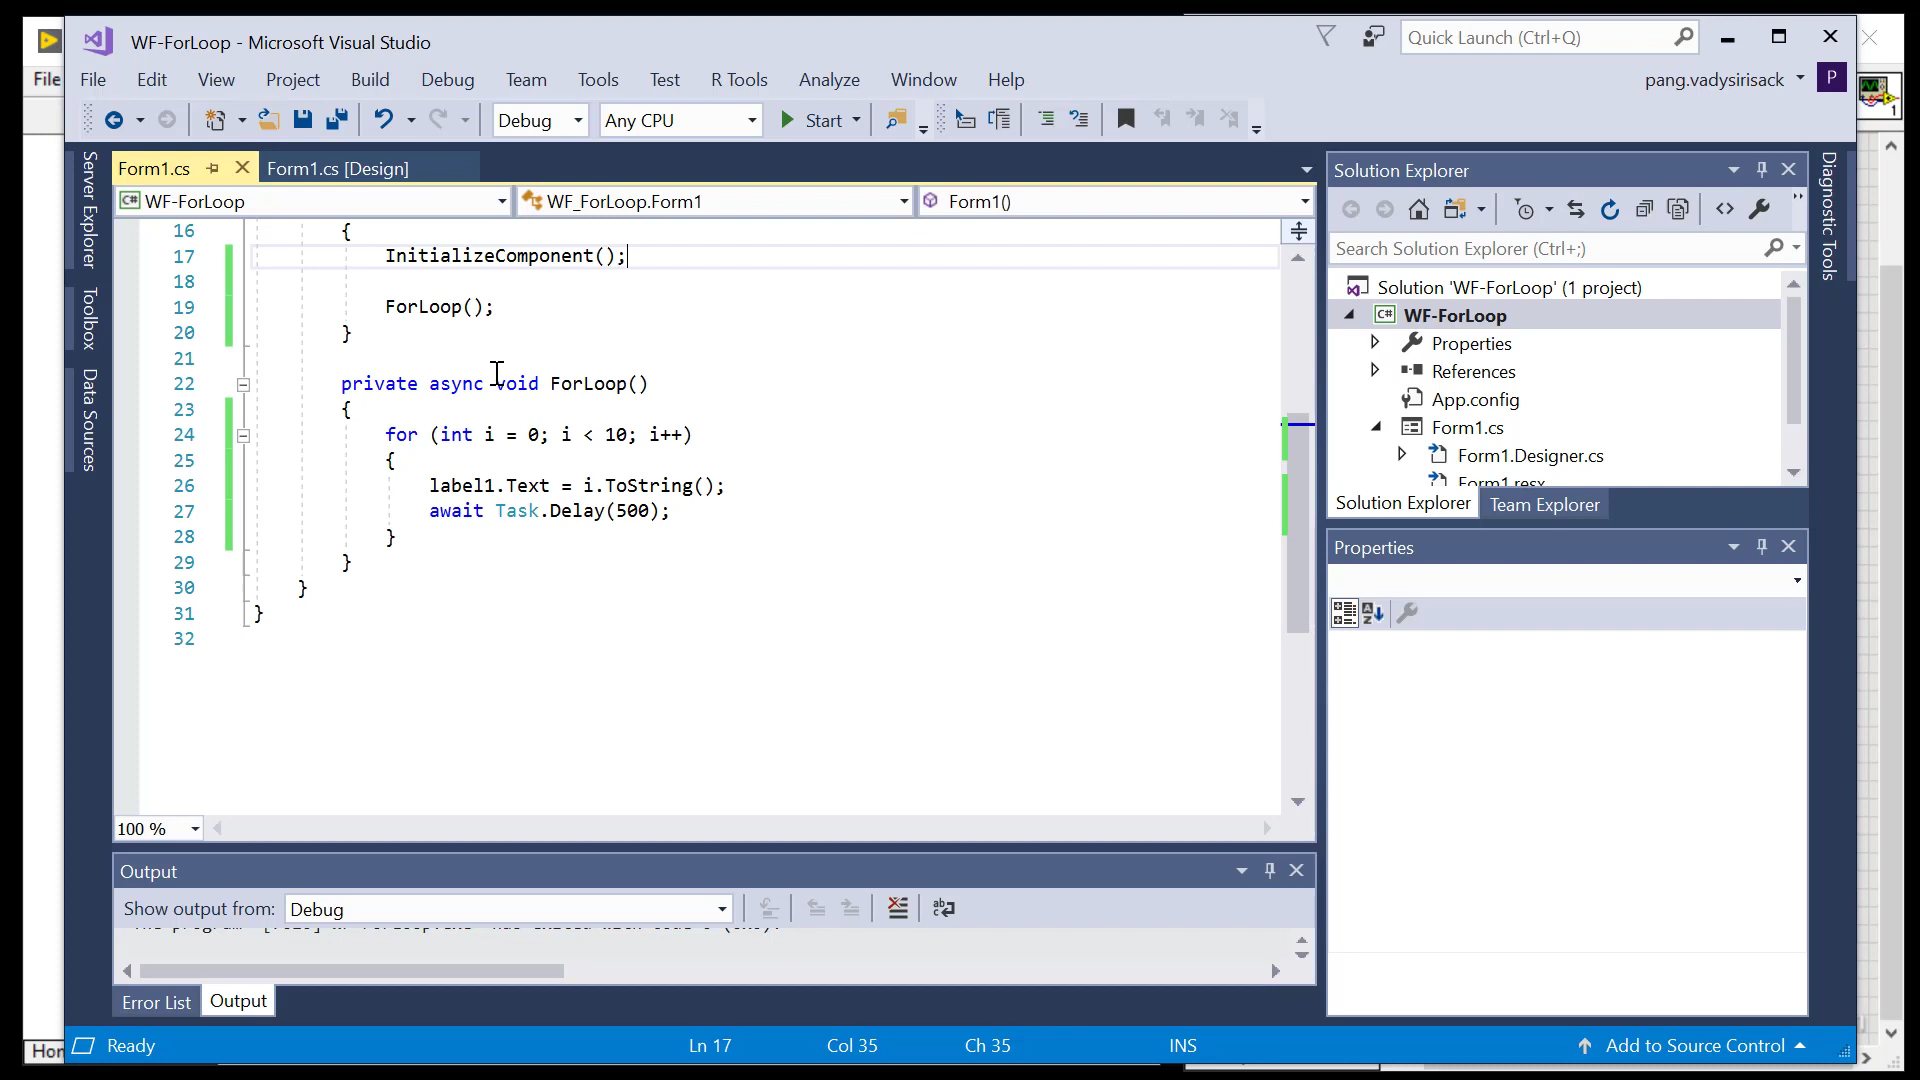 WF-ForLoop - Microsoft Visual Studio
Quick Launch (Ctrl+Q)
File
File Edit View Project Build Debug Team Tools Test R Tools Analyze Window Help
pang.vadysirisack P
Debug Any CPU Start
1
Form1.cs Form1.cs [Design]
WF-ForLoop WF_ForLoop.Form1 Form1()
Server Explorer
Toolbox
Data Sources
16 {
17 InitializeComponent();
18
19 ForLoop();
20 }
21
22 private async void ForLoop()
23 {
24 for (int i = 0; i < 10; i++)
25 {
26 label1.Text = i.ToString();
27 await Task.Delay(500);
28 }
29 }
30 }
31 }
32
100 %
Output
Show output from: Debug
Error List Output
Solution Explorer
Search Solution Explorer (Ctrl+;)
Solution 'WF-ForLoop' (1 project)
C# WF-ForLoop
Properties
References
App.config
Form1.cs
Form1.Designer.cs
Form1.resx
Solution Explorer Team Explorer
Properties
Diagnostic Tools
Hom
Ready Ln 17 Col 35 Ch 35 INS Add to Source Control